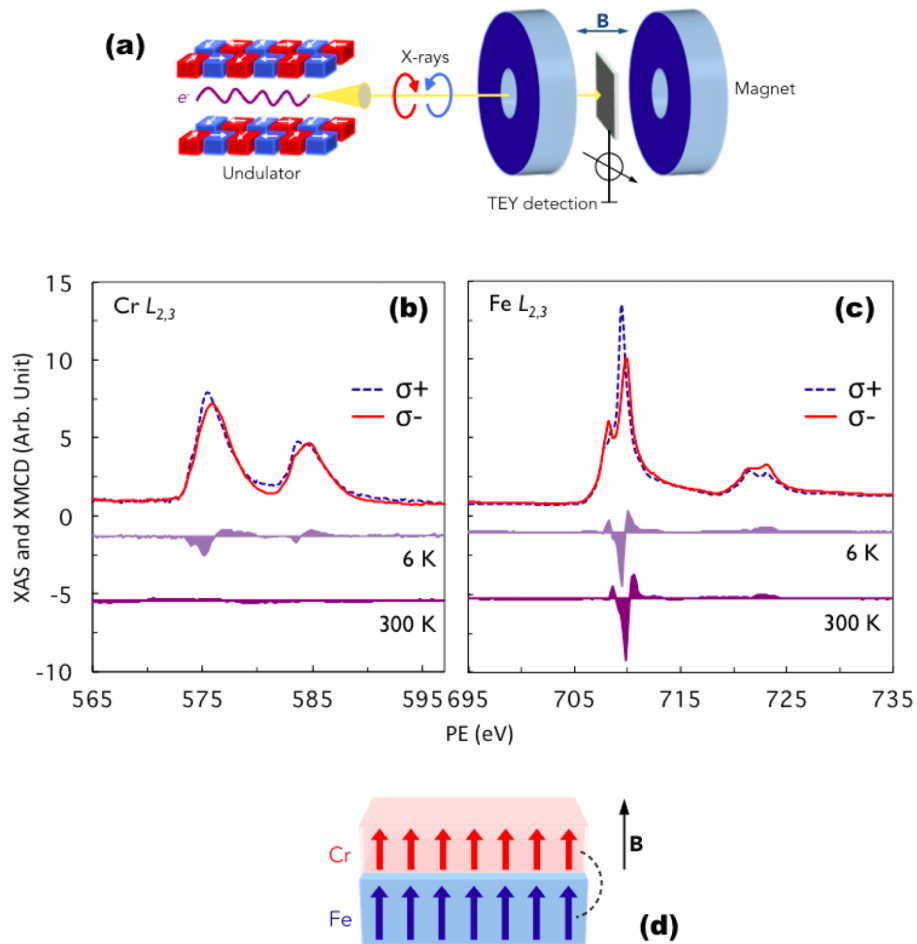 (a)
B
X-rays
e-
Magnet
Undulator
TEY detection
XAS and XMCD (Arb. Unit)
15
10
5
0
-5
-10
Cr L2,3
(b)
σ+
σ-
6 K
300 K
565
575
585
595
Fe L2,3
(c)
σ+
σ-
6 K
300 K
695
705
715
725
735
PE (eV)
B
Cr
Fe
(d)